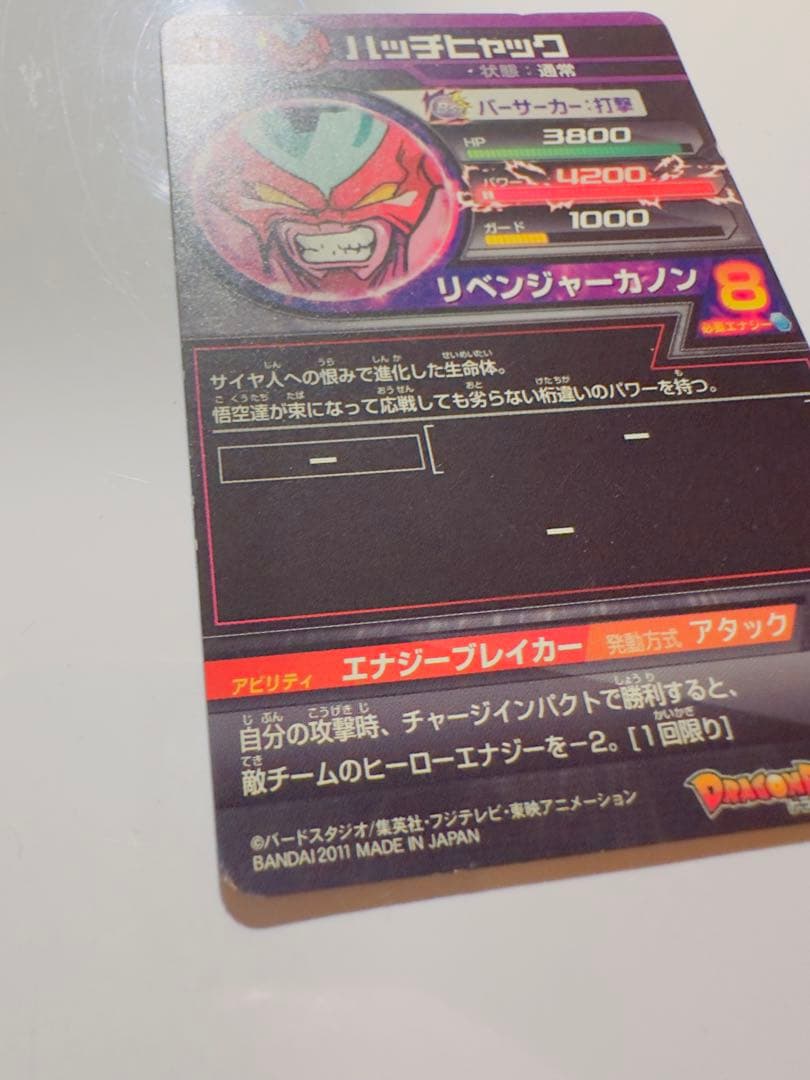 ハッチヒャック
・状態：通常
バーサーカー：打撃
HP 3800
パワー 4200
ガード 1000
リベンジャーカノン 8
必要エナジー
サイヤ人への恨みで進化した生命体。
悟空達が束になって応戦しても劣らない桁違いのパワーを持つ。
ー
ー
ー
アビリティ エナジーブレイカー 発動方式 アタック
自分の攻撃時、チャージインパクトで勝利すると、
敵チームのヒーローエナジーを－2。[1回限り]
©バードスタジオ/集英社・フジテレビ・東映アニメーション
BANDAI 2011 MADE IN JAPAN
DRAGON